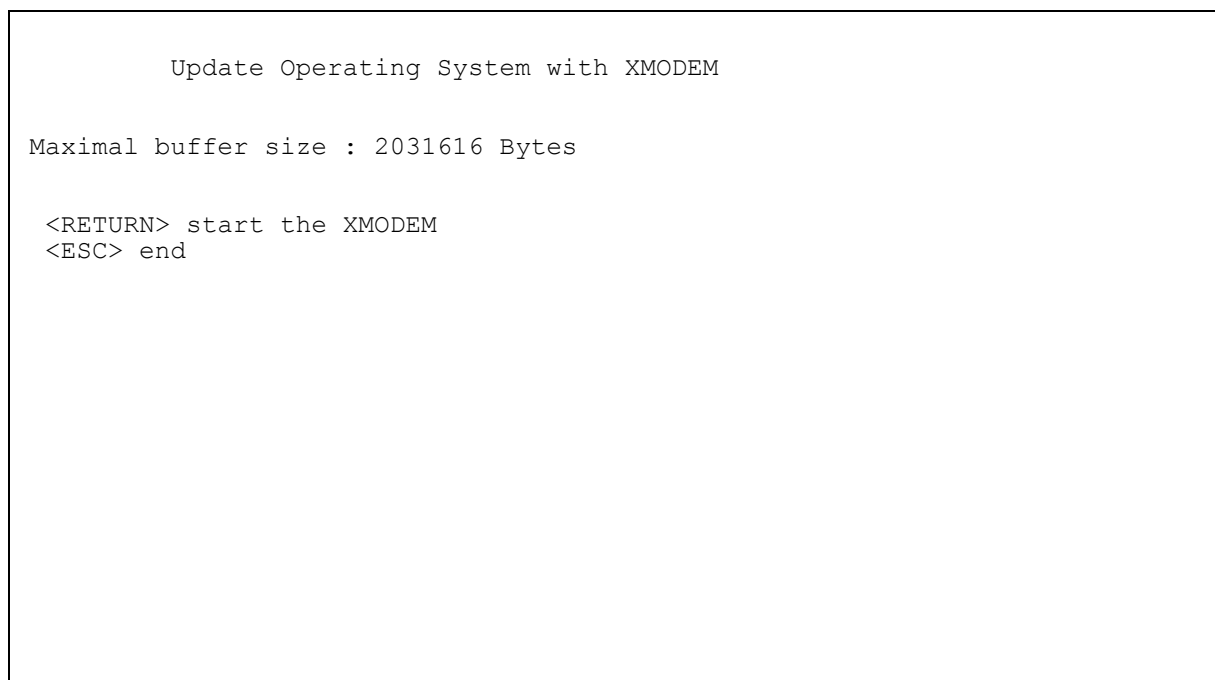 Update Operating System with XMODEM
Maximal buffer size : 2031616 Bytes
<RETURN> start the XMODEM
<ESC> end